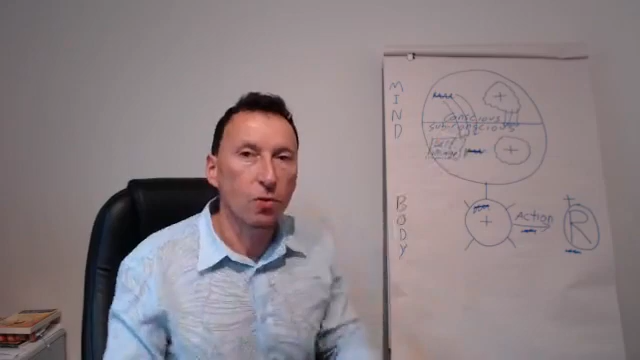 MIND
Conscious
Subconscious
Self
Image
BODY
Action
R